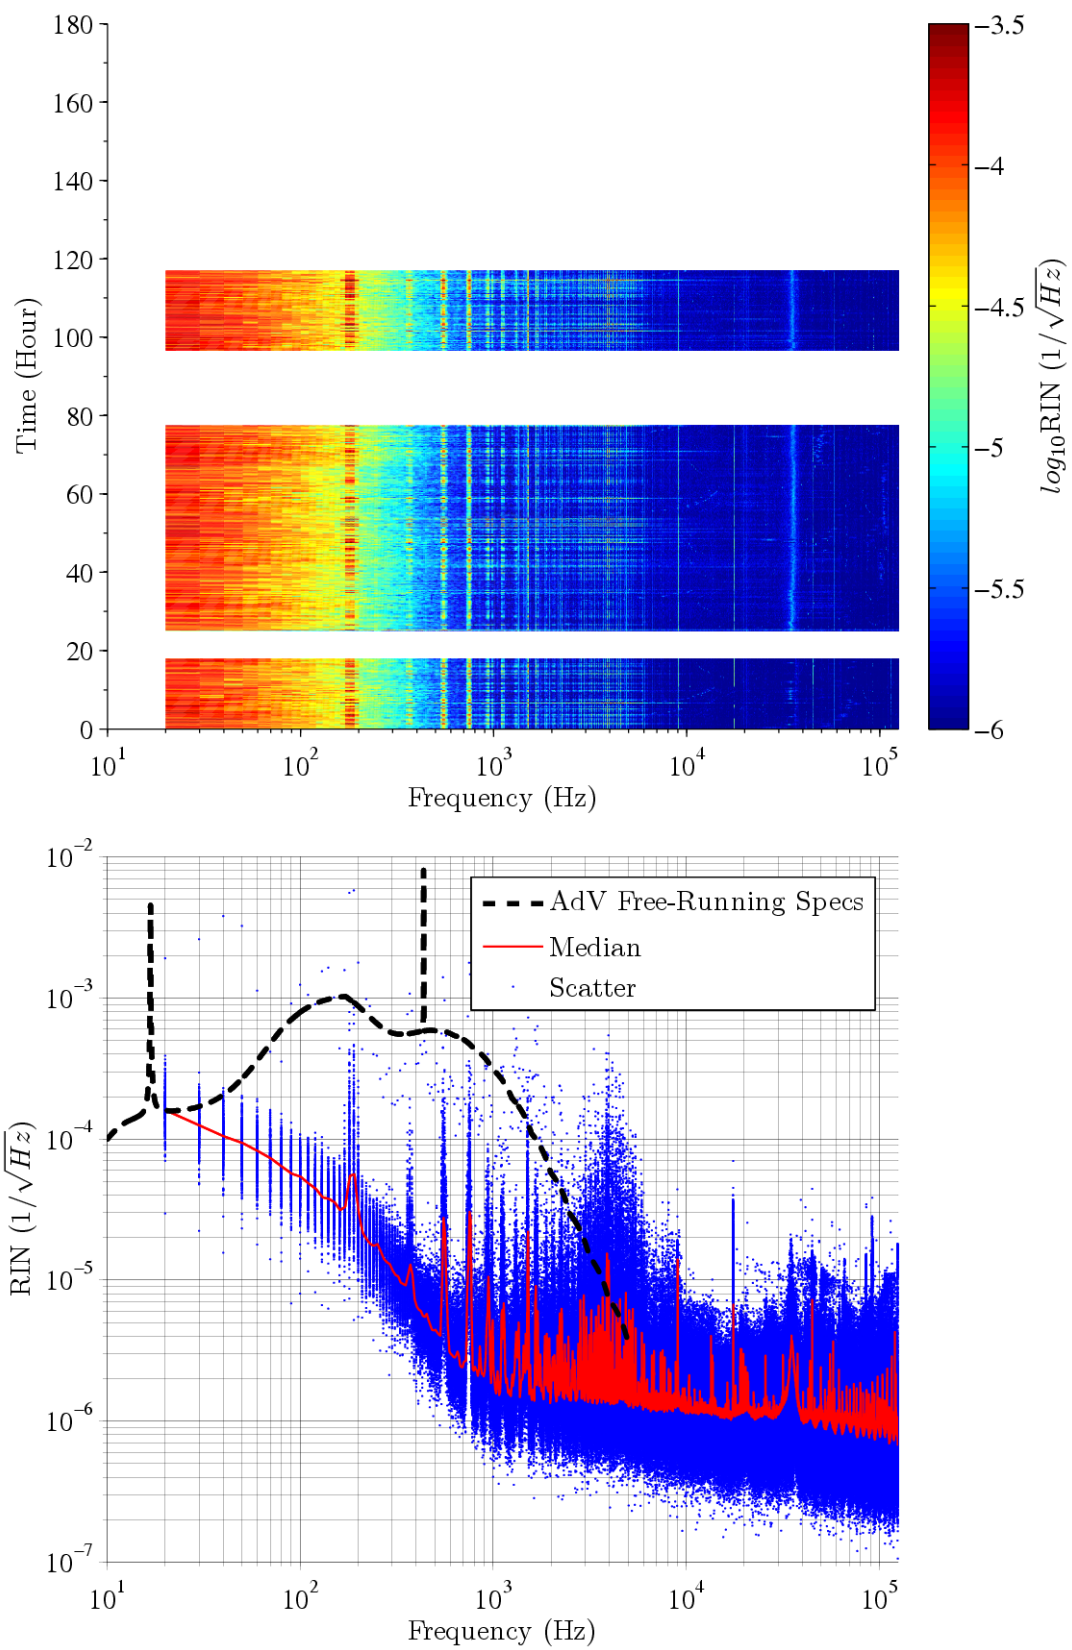 180
160
140
120
100
80
60
40
20
0
Time (Hour)
10^1 10^2 10^3 10^4 10^5
Frequency (Hz)
−3.5
−4
−4.5
−5
−5.5
−6
log₁₀RIN (1/√Hz)
10^−2
10^−3
10^−4
10^−5
10^−6
10^−7
RIN (1/√Hz)
AdV Free-Running Specs
Median
Scatter
10^1 10^2 10^3 10^4 10^5
Frequency (Hz)